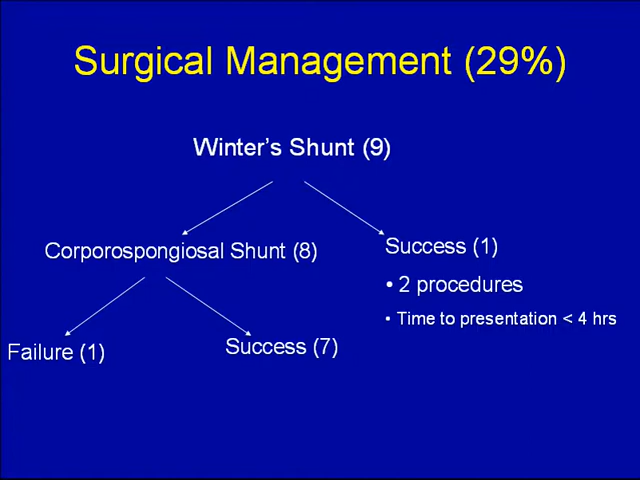 Surgical Management (29%)
Winter's Shunt (9)
Corporospongiosal Shunt (8)
Success (1)
• 2 procedures
• Time to presentation < 4 hrs
Failure (1)
Success (7)